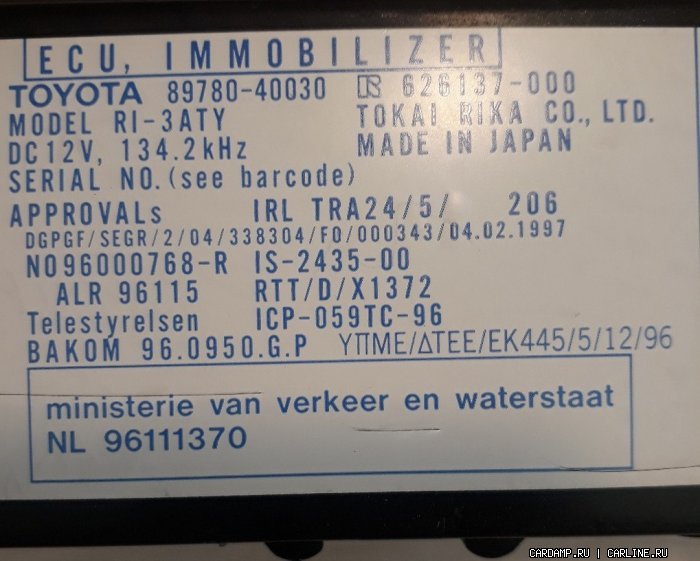 ECU, IMMOBILIZER
TOYOTA 89780-40030 626137-000
MODEL RI-3ATY TOKAI RIKA CO., LTD.
DC12V, 134.2kHz MADE IN JAPAN
SERIAL NO.(see barcode)
APPROVALs IRL TRA24/5/ 206
DGPGF/SEGR/2/04/338304/FO/000343/04.02.1997
NO96000768-R IS-2435-00
ALR 96115 RTT/D/X1372
Telestyrelsen ICP-059TC-96
BAKOM 96.0950.G.P ΥΠΜΕ/ΔΤΕΕ/ΕΚ445/5/12/96
ministerie van verkeer en waterstaat
NL 96111370
CARDAMP.RU | CARLINE.RU